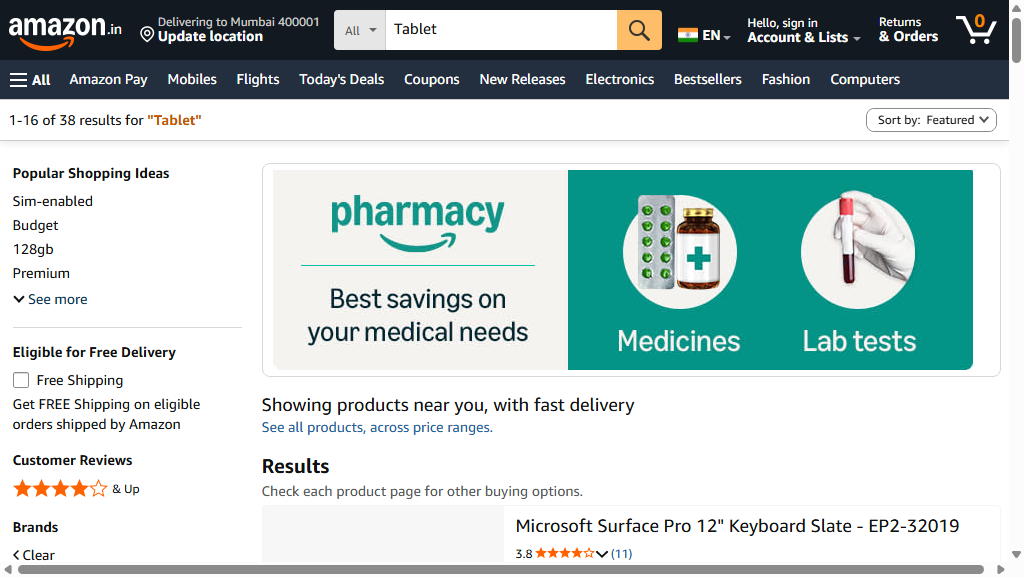 amazon.in
Delivering to Mumbai 400001
Update location
All
Tablet
EN
Hello, sign in
Account & Lists
Returns
& Orders
0
All
Amazon Pay
Mobiles
Flights
Today's Deals
Coupons
New Releases
Electronics
Bestsellers
Fashion
Computers
1-16 of 38 results for "Tablet"
Sort by: Featured
Popular Shopping Ideas
Sim-enabled
Budget
128gb
Premium
See more
Eligible for Free Delivery
Free Shipping
Get FREE Shipping on eligible
orders shipped by Amazon
Customer Reviews
& Up
Brands
Clear
pharmacy
Best savings on
your medical needs
Medicines
Lab tests
Showing products near you, with fast delivery
See all products, across price ranges.
Results
Check each product page for other buying options.
Microsoft Surface Pro 12" Keyboard Slate - EP2-32019
3.8 (11)